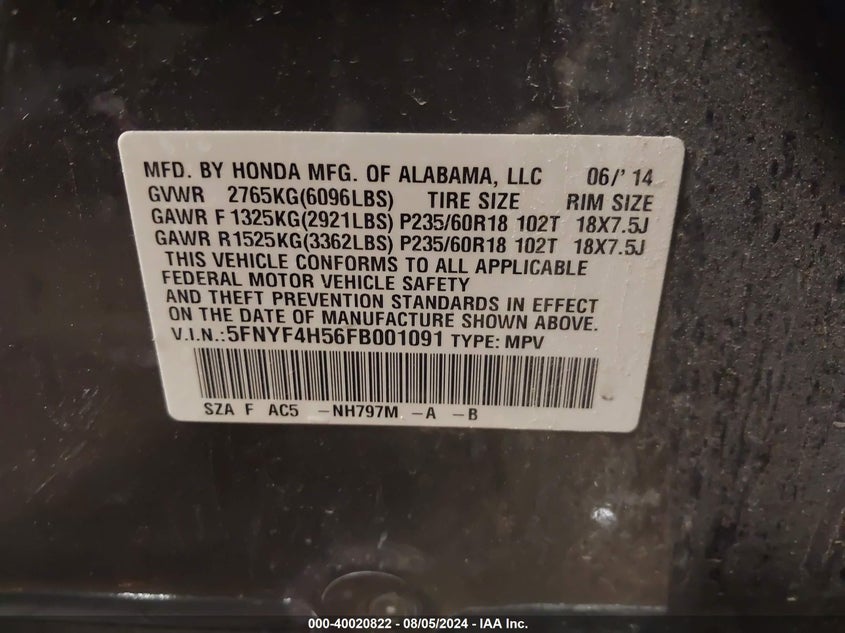 MFD. BY HONDA MFG. OF ALABAMA, LLC 06/' 14
GVWR 2765KG(6096LBS) TIRE SIZE RIM SIZE
GAWR F 1325KG(2921LBS) P235/60R18 102T 18X7.5J
GAWR R1525KG(3362LBS) P235/60R18 102T 18X7.5J
THIS VEHICLE CONFORMS TO ALL APPLICABLE
FEDERAL MOTOR VEHICLE SAFETY
AND THEFT PREVENTION STANDARDS IN EFFECT
ON THE DATE OF MANUFACTURE SHOWN ABOVE.
V.I.N.:5FNYF4H56FB001091 TYPE: MPV
SZA F AC5 -NH797M -A -B
000-40020822 - 08/05/2024 - IAA Inc.